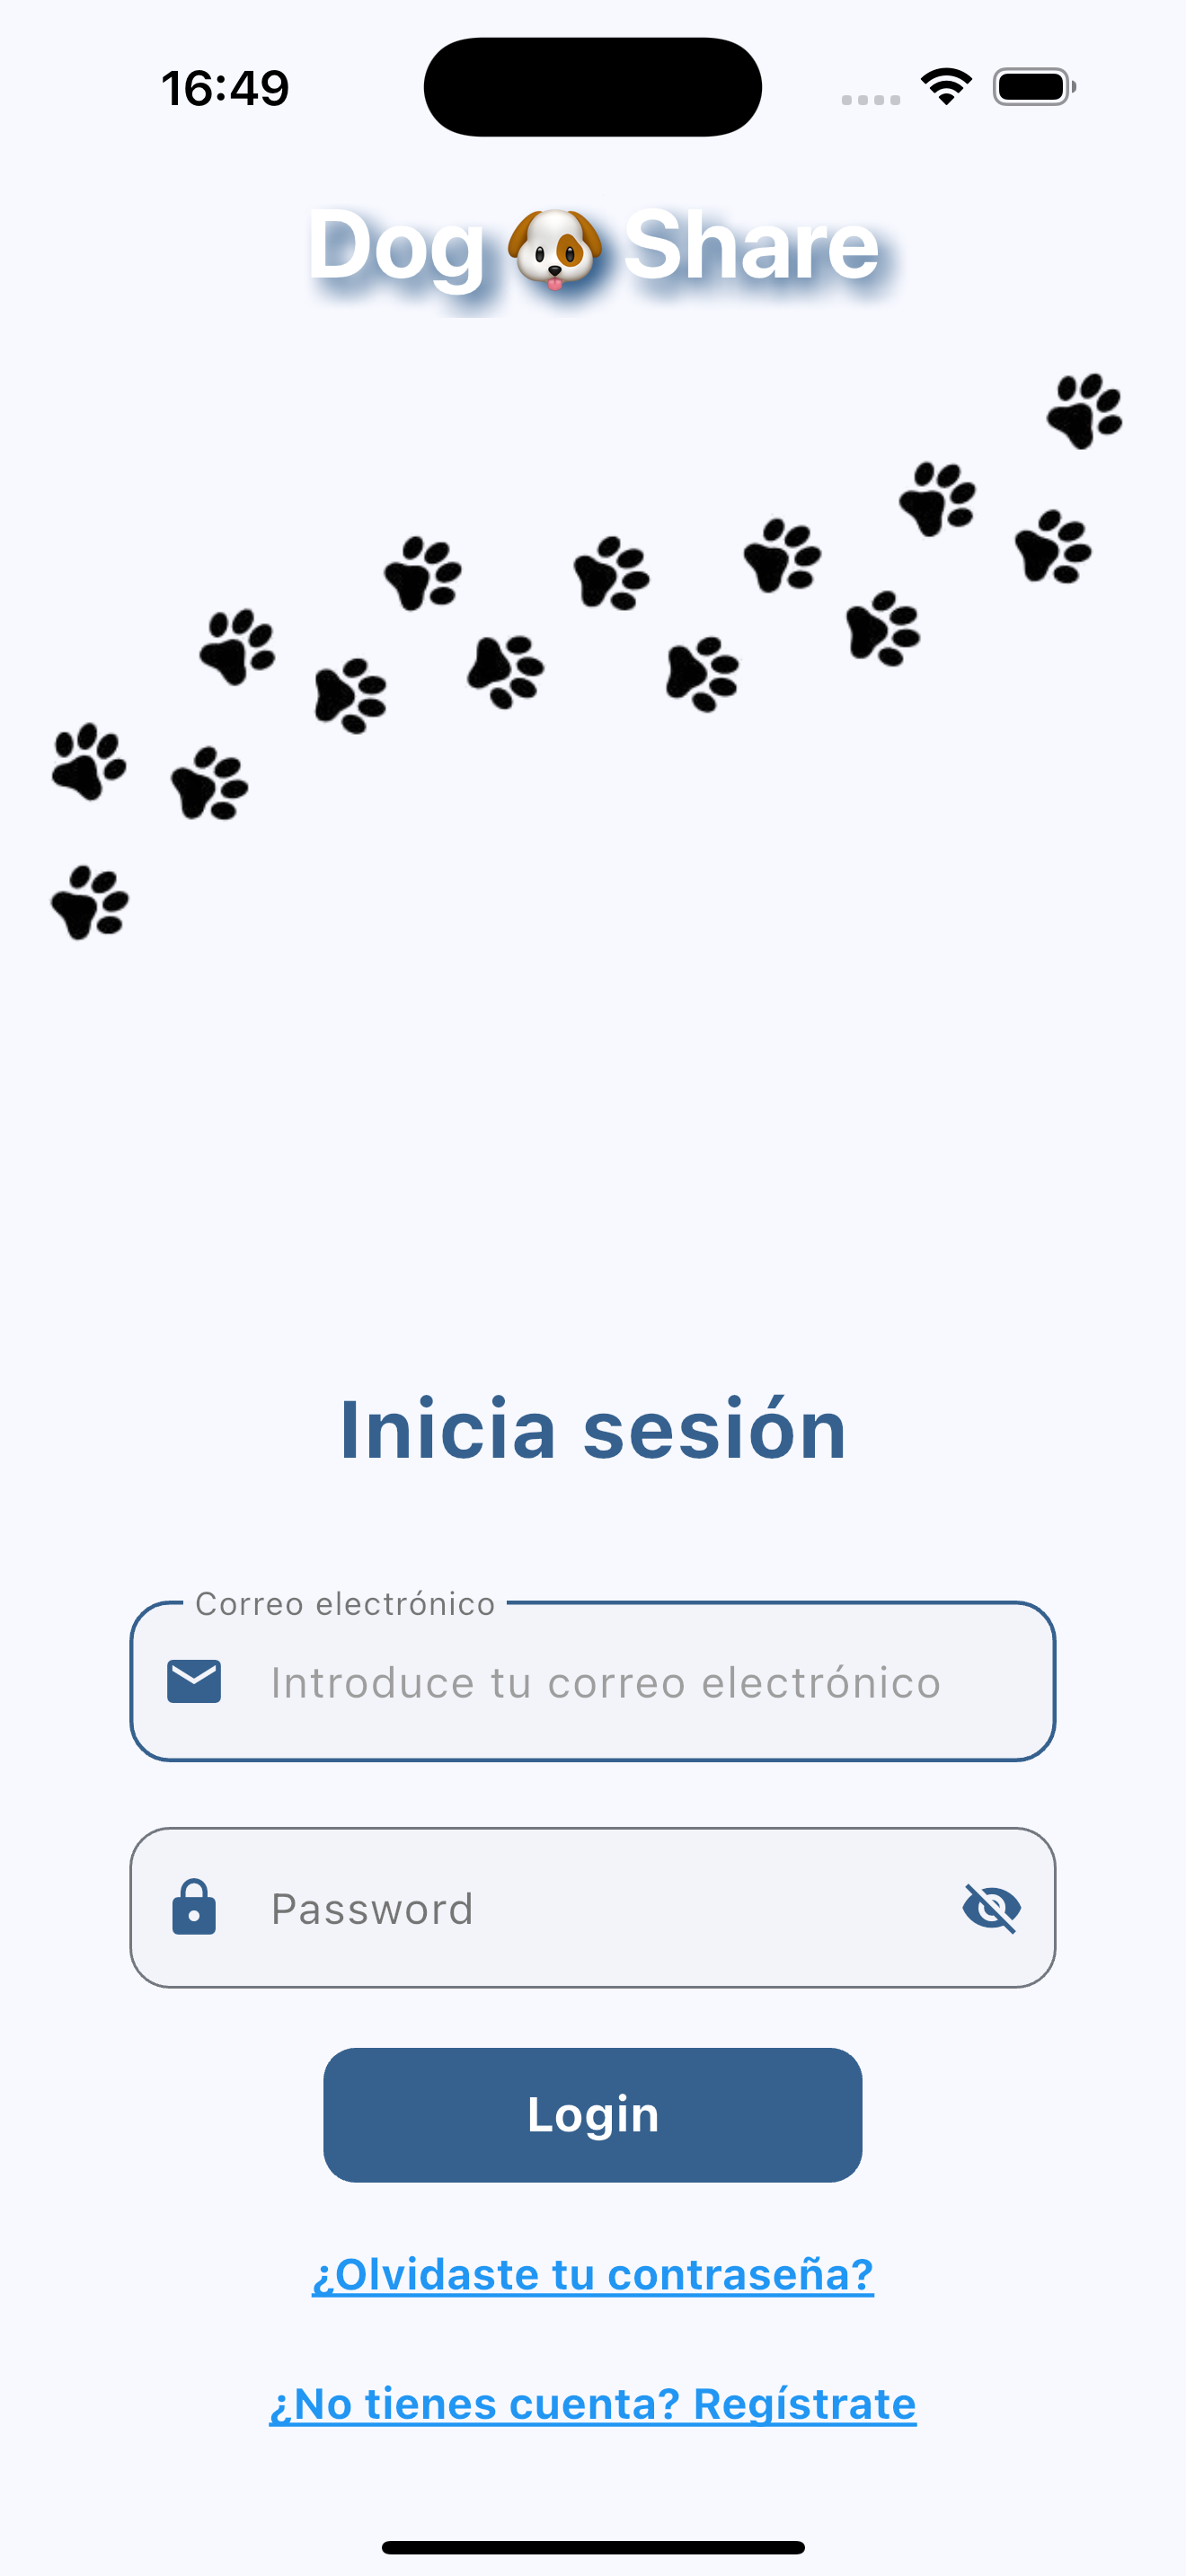 16:49
Dog 🐶 Share
Inicia sesión
Correo electrónico
Introduce tu correo electrónico
Password
Login
¿Olvidaste tu contraseña?
¿No tienes cuenta? Regístrate